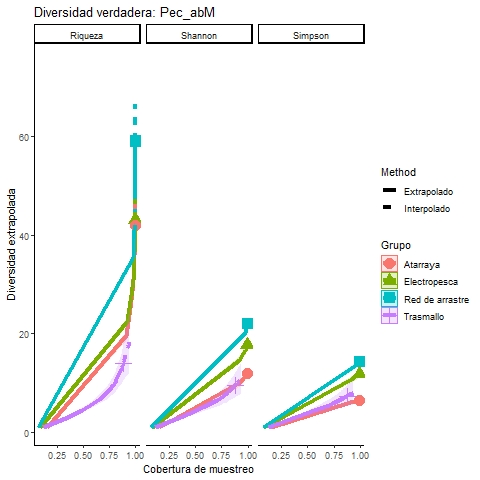 Diversidad verdadera: Pec_abM
Riqueza
Shannon
Simpson
60
40
20
0
Diversidad extrapolada
0.25 0.50 0.75 1.00
0.25 0.50 0.75 1.00
0.25 0.50 0.75 1.00
Cobertura de muestreo
Method
Extrapolado
Interpolado
Grupo
Atarraya
Electropesca
Red de arrastre
Trasmallo